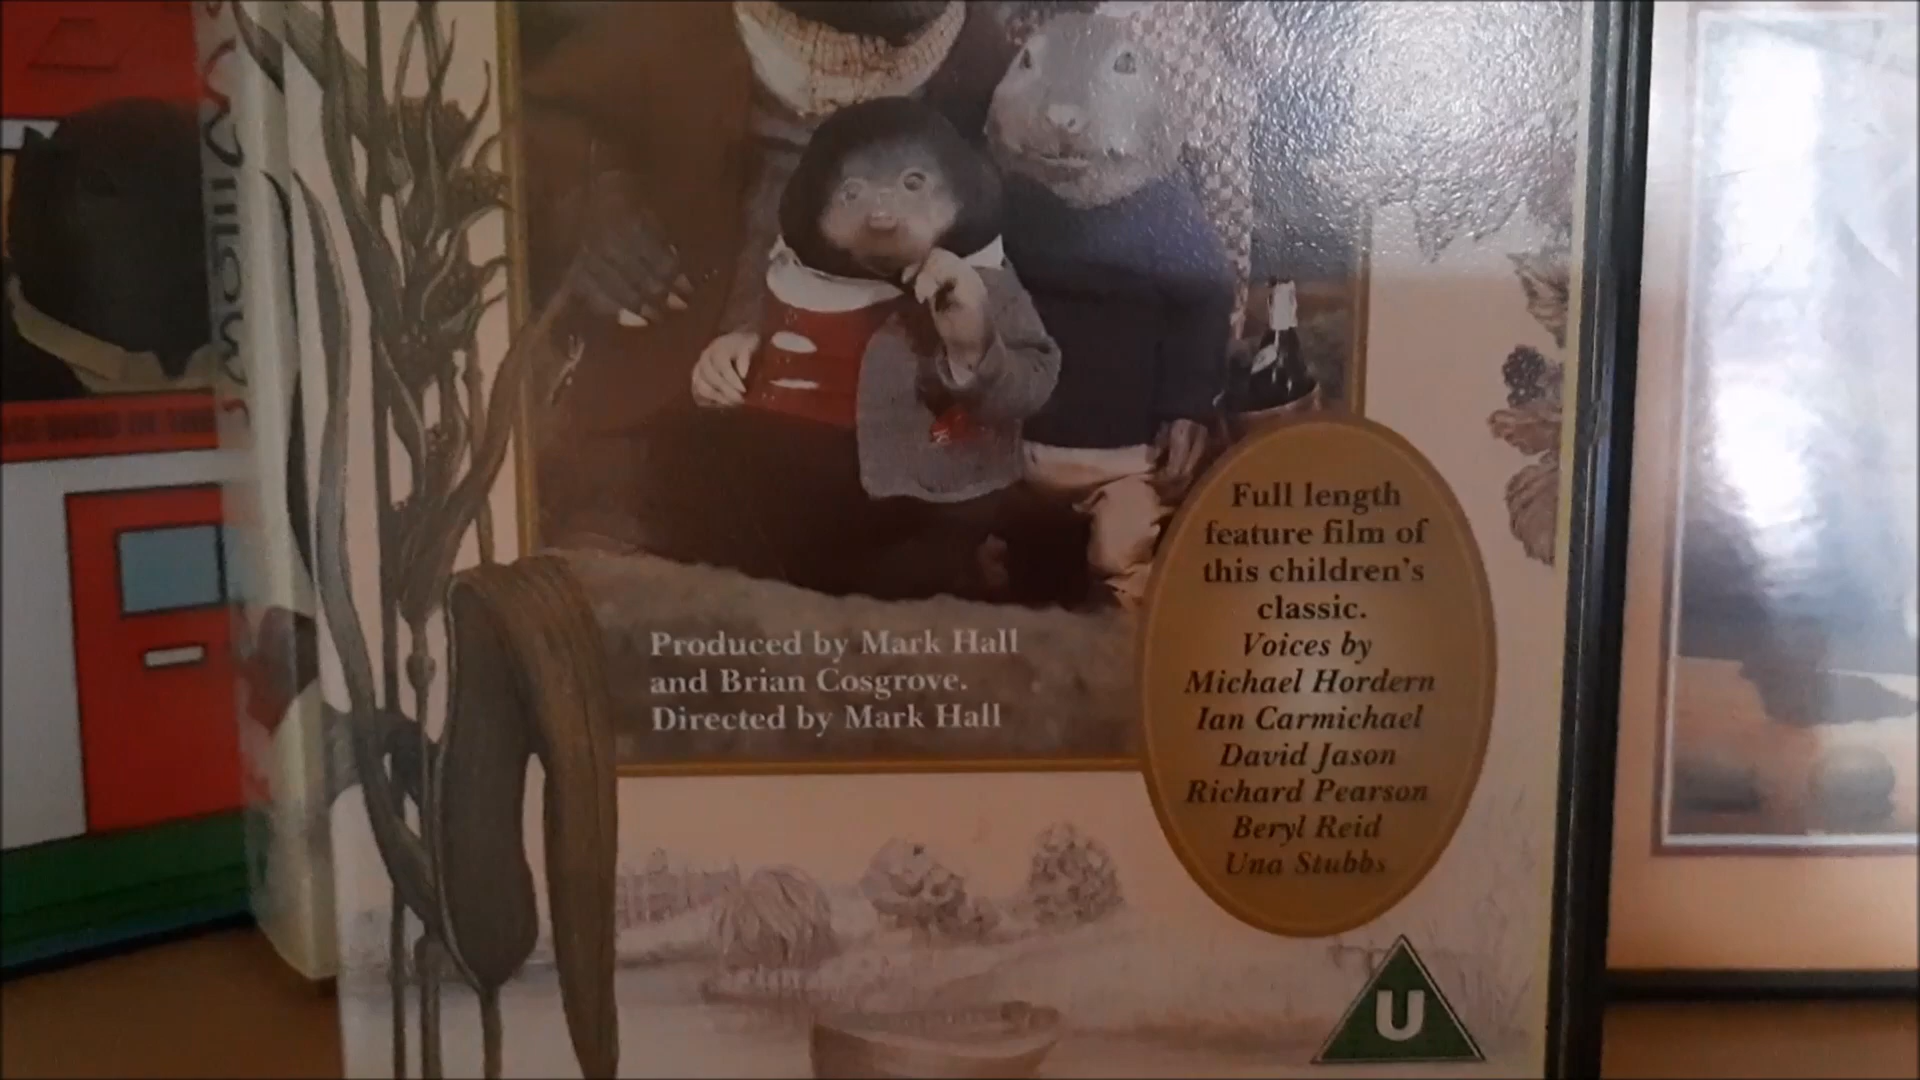 Willows
Full length
feature film of
this children's
classic.
Voices by
Michael Hordern
Ian Carmichael
David Jason
Richard Pearson
Beryl Reid
Una Stubbs
Produced by Mark Hall
and Brian Cosgrove.
Directed by Mark Hall
U